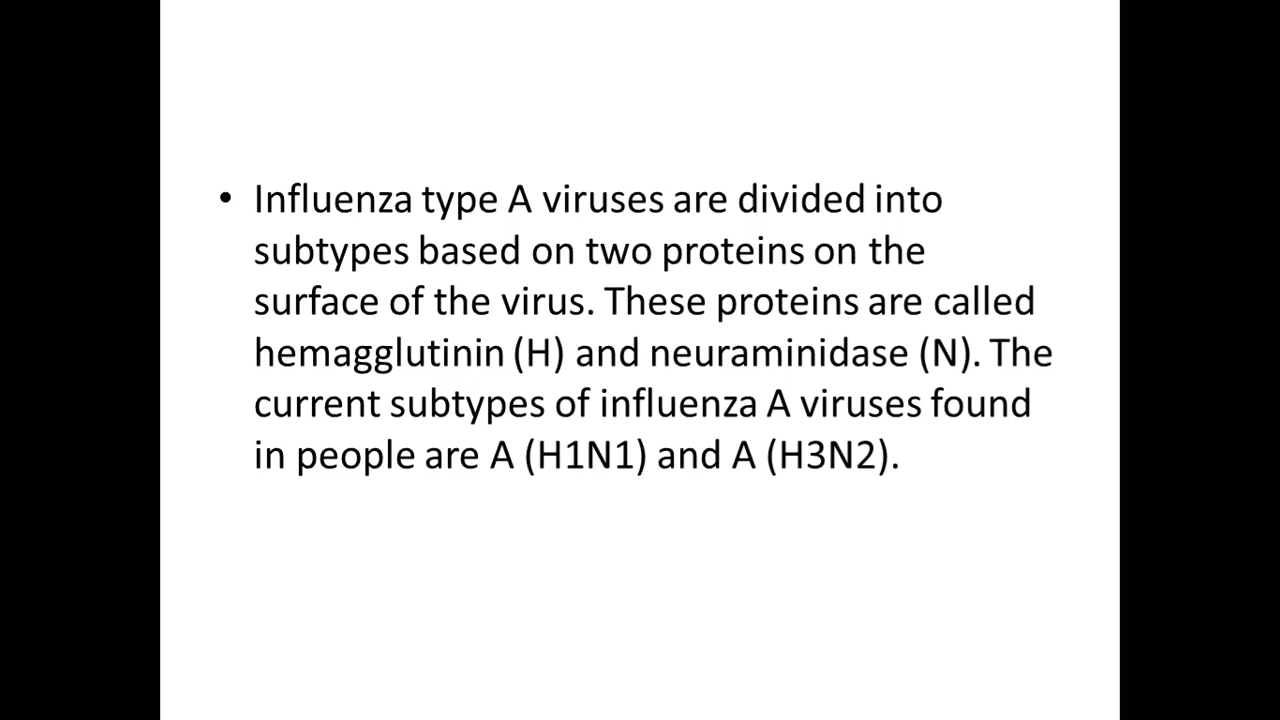 • Influenza type A viruses are divided into
subtypes based on two proteins on the
surface of the virus. These proteins are called
hemagglutinin (H) and neuraminidase (N). The
current subtypes of influenza A viruses found
in people are A (H1N1) and A (H3N2).